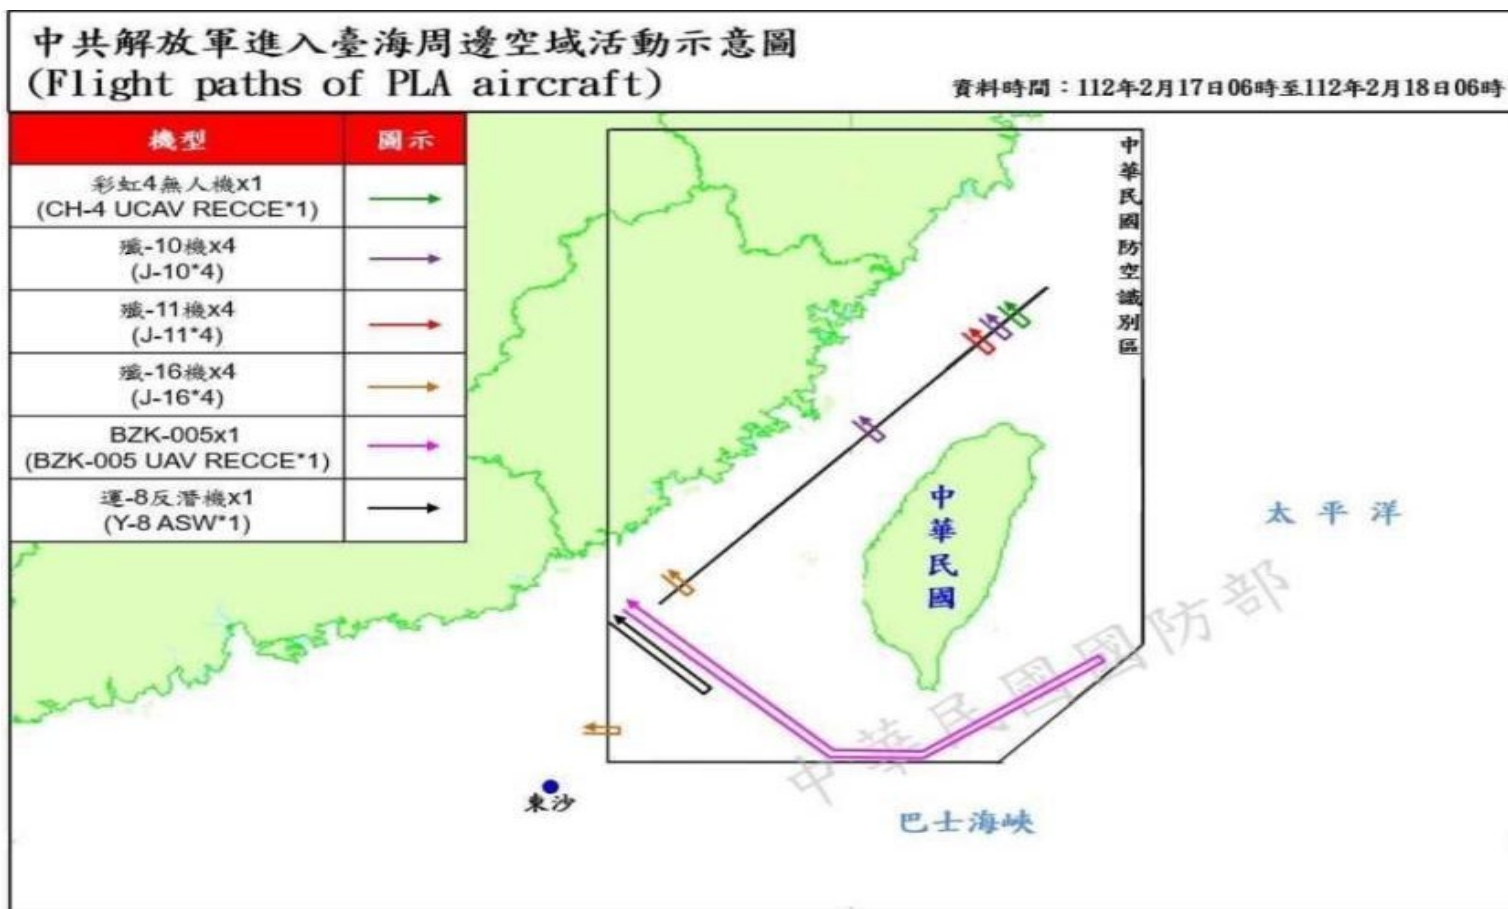 中共解放軍進入臺海周邊空域活動示意圖
(Flight paths of PLA aircraft)
資料時間：112年2月17日06時至112年2月18日06時
機型
圖示
彩虹4無人機x1
(CH-4 UCAV RECCE*1)
殲-10機x4
(J-10*4)
殲-11機x4
(J-11*4)
殲-16機x4
(J-16*4)
BZK-005x1
(BZK-005 UAV RECCE*1)
運-8反潛機x1
(Y-8 ASW*1)
中華民國防空識別區
中華民國
太平洋
中華民國國防部
東沙
巴士海峽